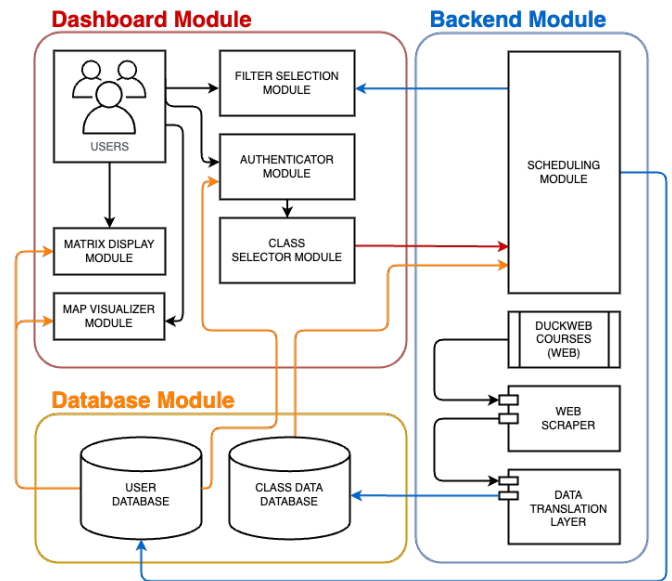 Dashboard Module
Backend Module
USERS
FILTER SELECTION
MODULE
AUTHENTICATOR
MODULE
CLASS
SELECTOR MODULE
MATRIX DISPLAY
MODULE
MAP VISUALIZER
MODULE
SCHEDULING
MODULE
DUCKWEB
COURSES
(WEB)
WEB
SCRAPER
DATA
TRANSLATION
LAYER
Database Module
USER
DATABASE
CLASS DATA
DATABASE